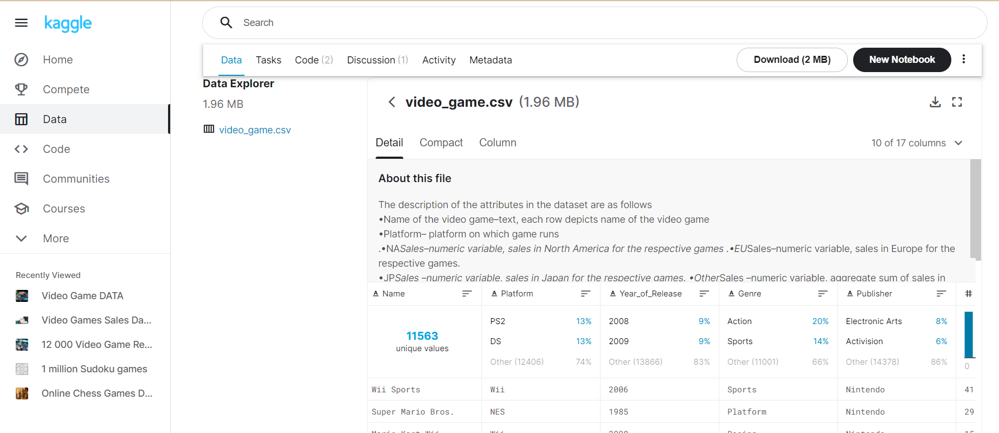 kaggle
Search
Home
Compete
Data
Code
Communities
Courses
More
Recently Viewed
Video Game DATA
Video Games Sales Da...
12 000 Video Game Re...
1 million Sudoku games
Online Chess Games D...
Data Tasks Code (2) Discussion (1) Activity Metadata Download (2 MB) New Notebook
Data Explorer
1.96 MB
video_game.csv
video_game.csv (1.96 MB)
Detail Compact Column 10 of 17 columns
About this file
The description of the attributes in the dataset are as follows
•Name of the video game–text, each row depicts name of the video game
•Platform– platform on which game runs
.•NASales–numeric variable, sales in North America for the respective games .•EUSales–numeric variable, sales in Europe for the
respective games.
•JPSales –numeric variable, sales in Japan for the respective games. •OtherSales –numeric variable, aggregate sum of sales in
A Name A Platform A Year_of_Release A Genre A Publisher #
11563
unique values
PS2 13% 2008 9% Action 20% Electronic Arts 8%
DS 13% 2009 9% Sports 14% Activision 6%
Other (12406) 74% Other (13866) 83% Other (11001) 66% Other (14378) 86% 0
Wii Sports Wii 2006 Sports Nintendo 41
Super Mario Bros. NES 1985 Platform Nintendo 29
Mario Kart Wii Wii 2008 Racing Nintendo 15